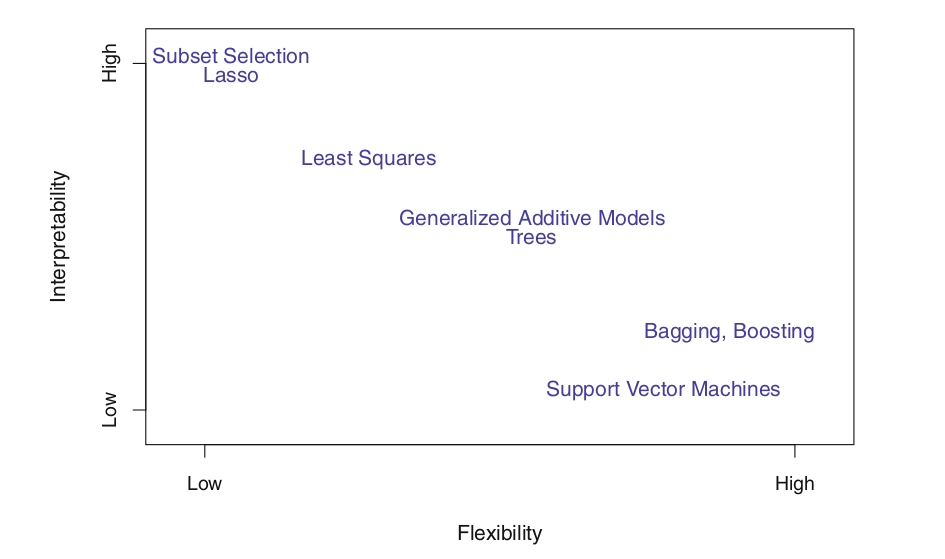 High
Subset Selection
Lasso
Least Squares
Interpretability
Generalized Additive Models
Trees
Bagging, Boosting
Support Vector Machines
Low
Low
High
Flexibility